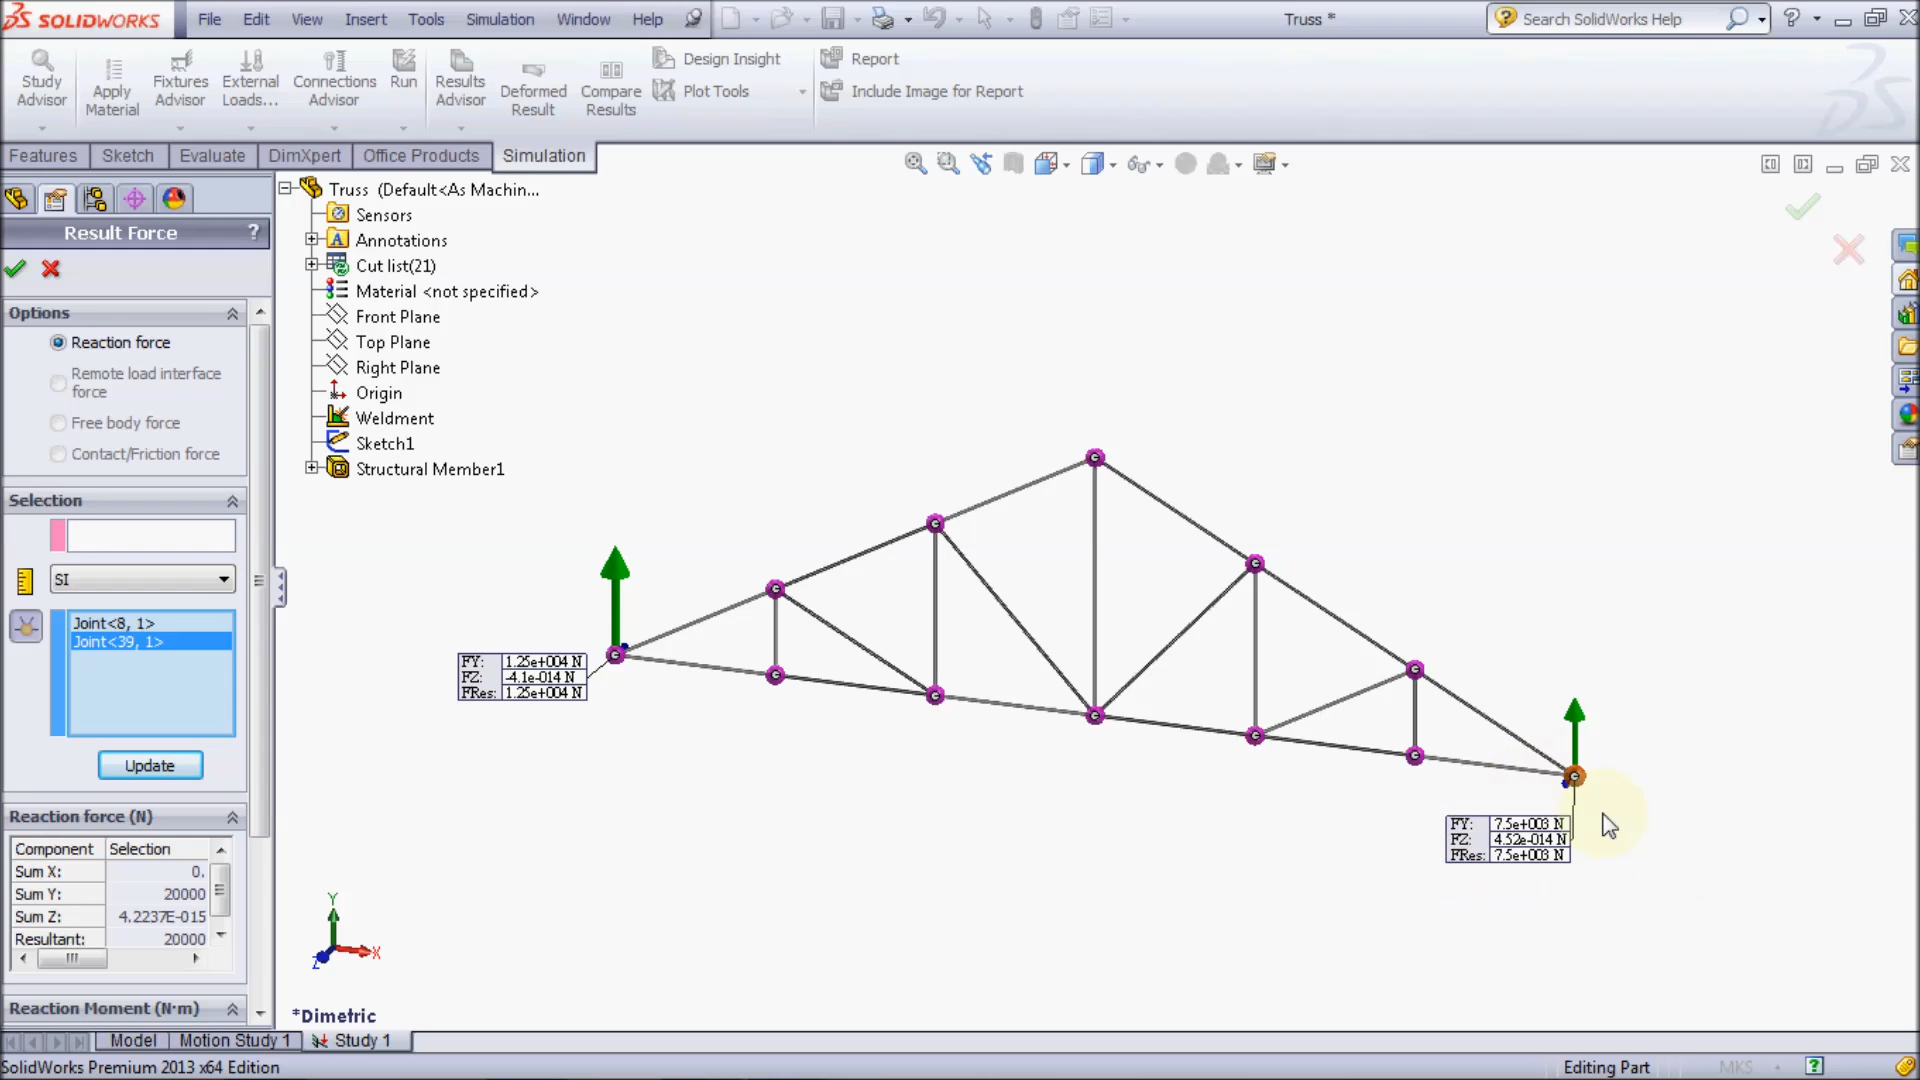 SOLIDWORKS File Edit View Insert Tools Simulation Window Help Truss * Search SolidWorks Help
Study Advisor
Apply Material
Fixtures Advisor
External Loads...
Connections Advisor
Run
Results Advisor
Deformed Result
Compare Results
Design Insight
Plot Tools
Report
Include Image for Report
Features Sketch Evaluate DimXpert Office Products Simulation
Result Force ?
Options
Reaction force
Remote load interface
force
Free body force
Contact/Friction force
Selection
SI
Joint<8, 1>
Joint<39, 1>
Update
Reaction force (N)
Component Selection
Sum X: 0.
Sum Y: 20000
Sum Z: 4.2237E-015
Resultant: 20000
Reaction Moment (N·m)
Truss (Default<As Machin...
Sensors
Annotations
Cut list(21)
Material <not specified>
Front Plane
Top Plane
Right Plane
Origin
Weldment
Sketch1
Structural Member1
FY: 1.25e+004 N
FZ: -4.1e-014 N
FRes: 1.25e+004 N
FY: 7.5e+003 N
FZ: 4.52e-014 N
FRes: 7.5e+003 N
Y
X
Z
*Dimetric
Model Motion Study 1 Study 1
SolidWorks Premium 2013 x64 Edition Editing Part MKS